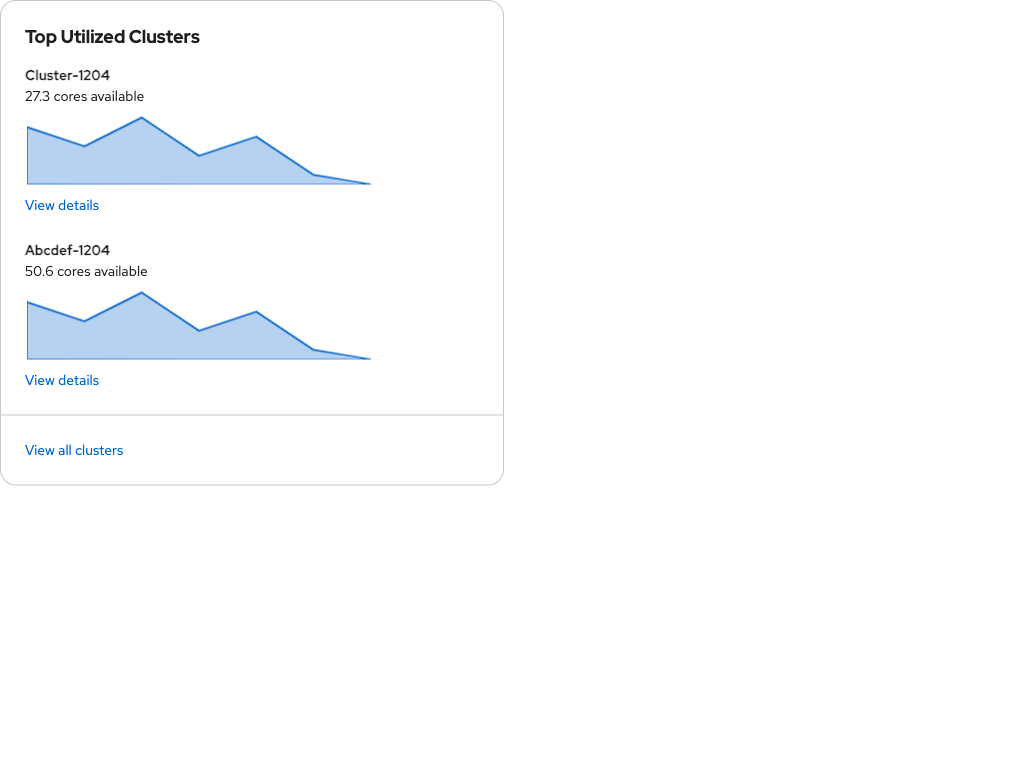 Top Utilized Clusters
Cluster-1204
27.3 cores available
View details
Abcdef-1204
50.6 cores available
View details
View all clusters